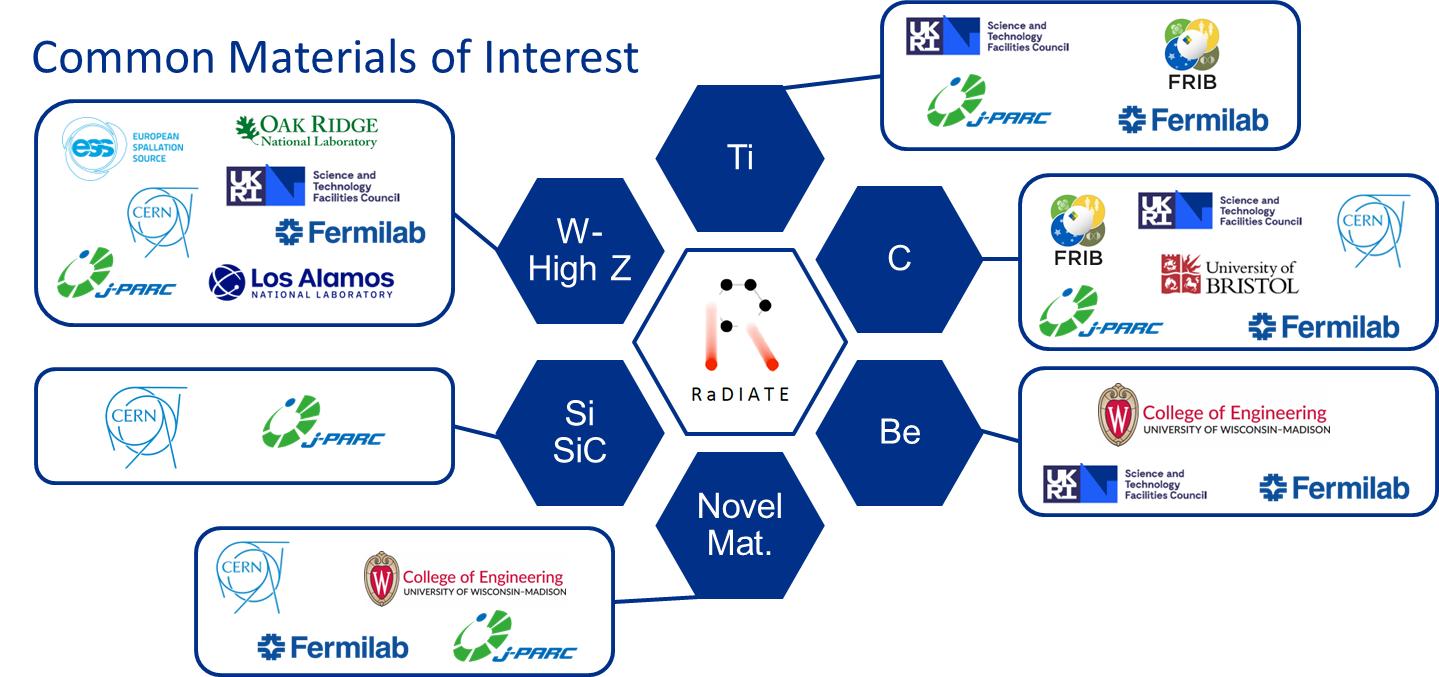 Common Materials of Interest
UK
RI
Science and
Technology
Facilities Council
FRIB
J-PARC
Fermilab
Ti
ess
EUROPEAN
SPALLATION
SOURCE
OAK RIDGE
National Laboratory
UK
RI
Science and
Technology
Facilities Council
CERN
Fermilab
J-PARC
Los Alamos
NATIONAL LABORATORY
W-
High Z
C
FRIB
UK
RI
Science and
Technology
Facilities Council
CERN
University of
BRISTOL
J-PARC
Fermilab
R
RaDIATE
CERN
J-PARC
Si
SiC
Be
W
College of Engineering
UNIVERSITY OF WISCONSIN–MADISON
UK
RI
Science and
Technology
Facilities Council
Fermilab
Novel
Mat.
CERN
W
College of Engineering
UNIVERSITY OF WISCONSIN–MADISON
Fermilab
J-PARC